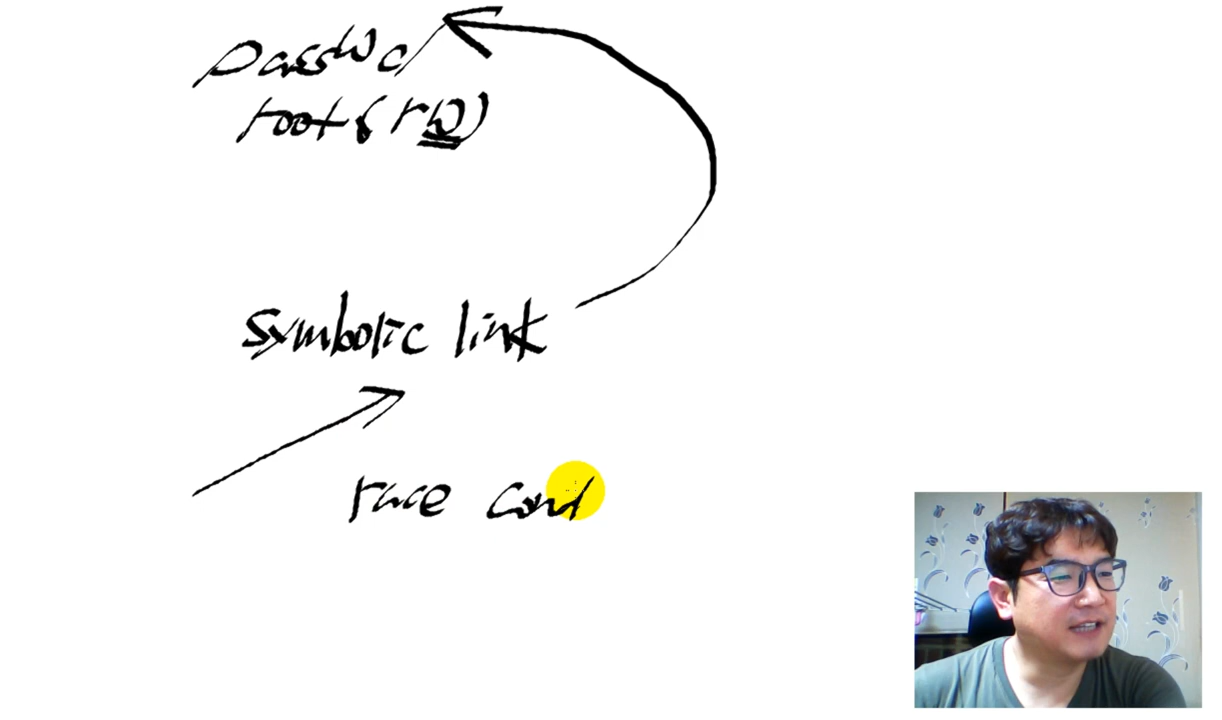 passwd
root (rw)
symbolic link
race cond